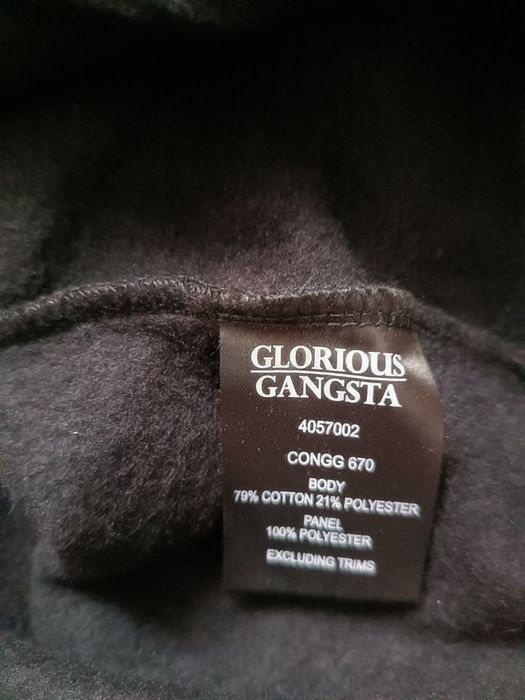 GLORIOUS
GANGSTA
4057002
CONGG 670
BODY
79% COTTON 21% POLYESTER
PANEL
100% POLYESTER
EXCLUDING TRIMS